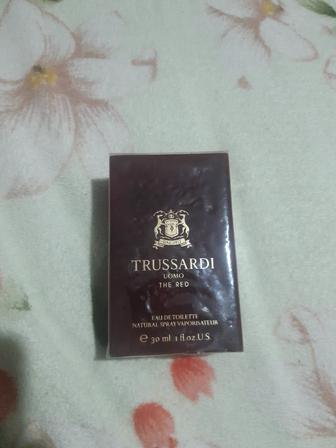 TRUSSARDI
UOMO
THE RED
EAU DE TOILETTE
NATURAL SPRAY VAPORISATEUR
℮ 30 ml 1 fl.oz.U.S.